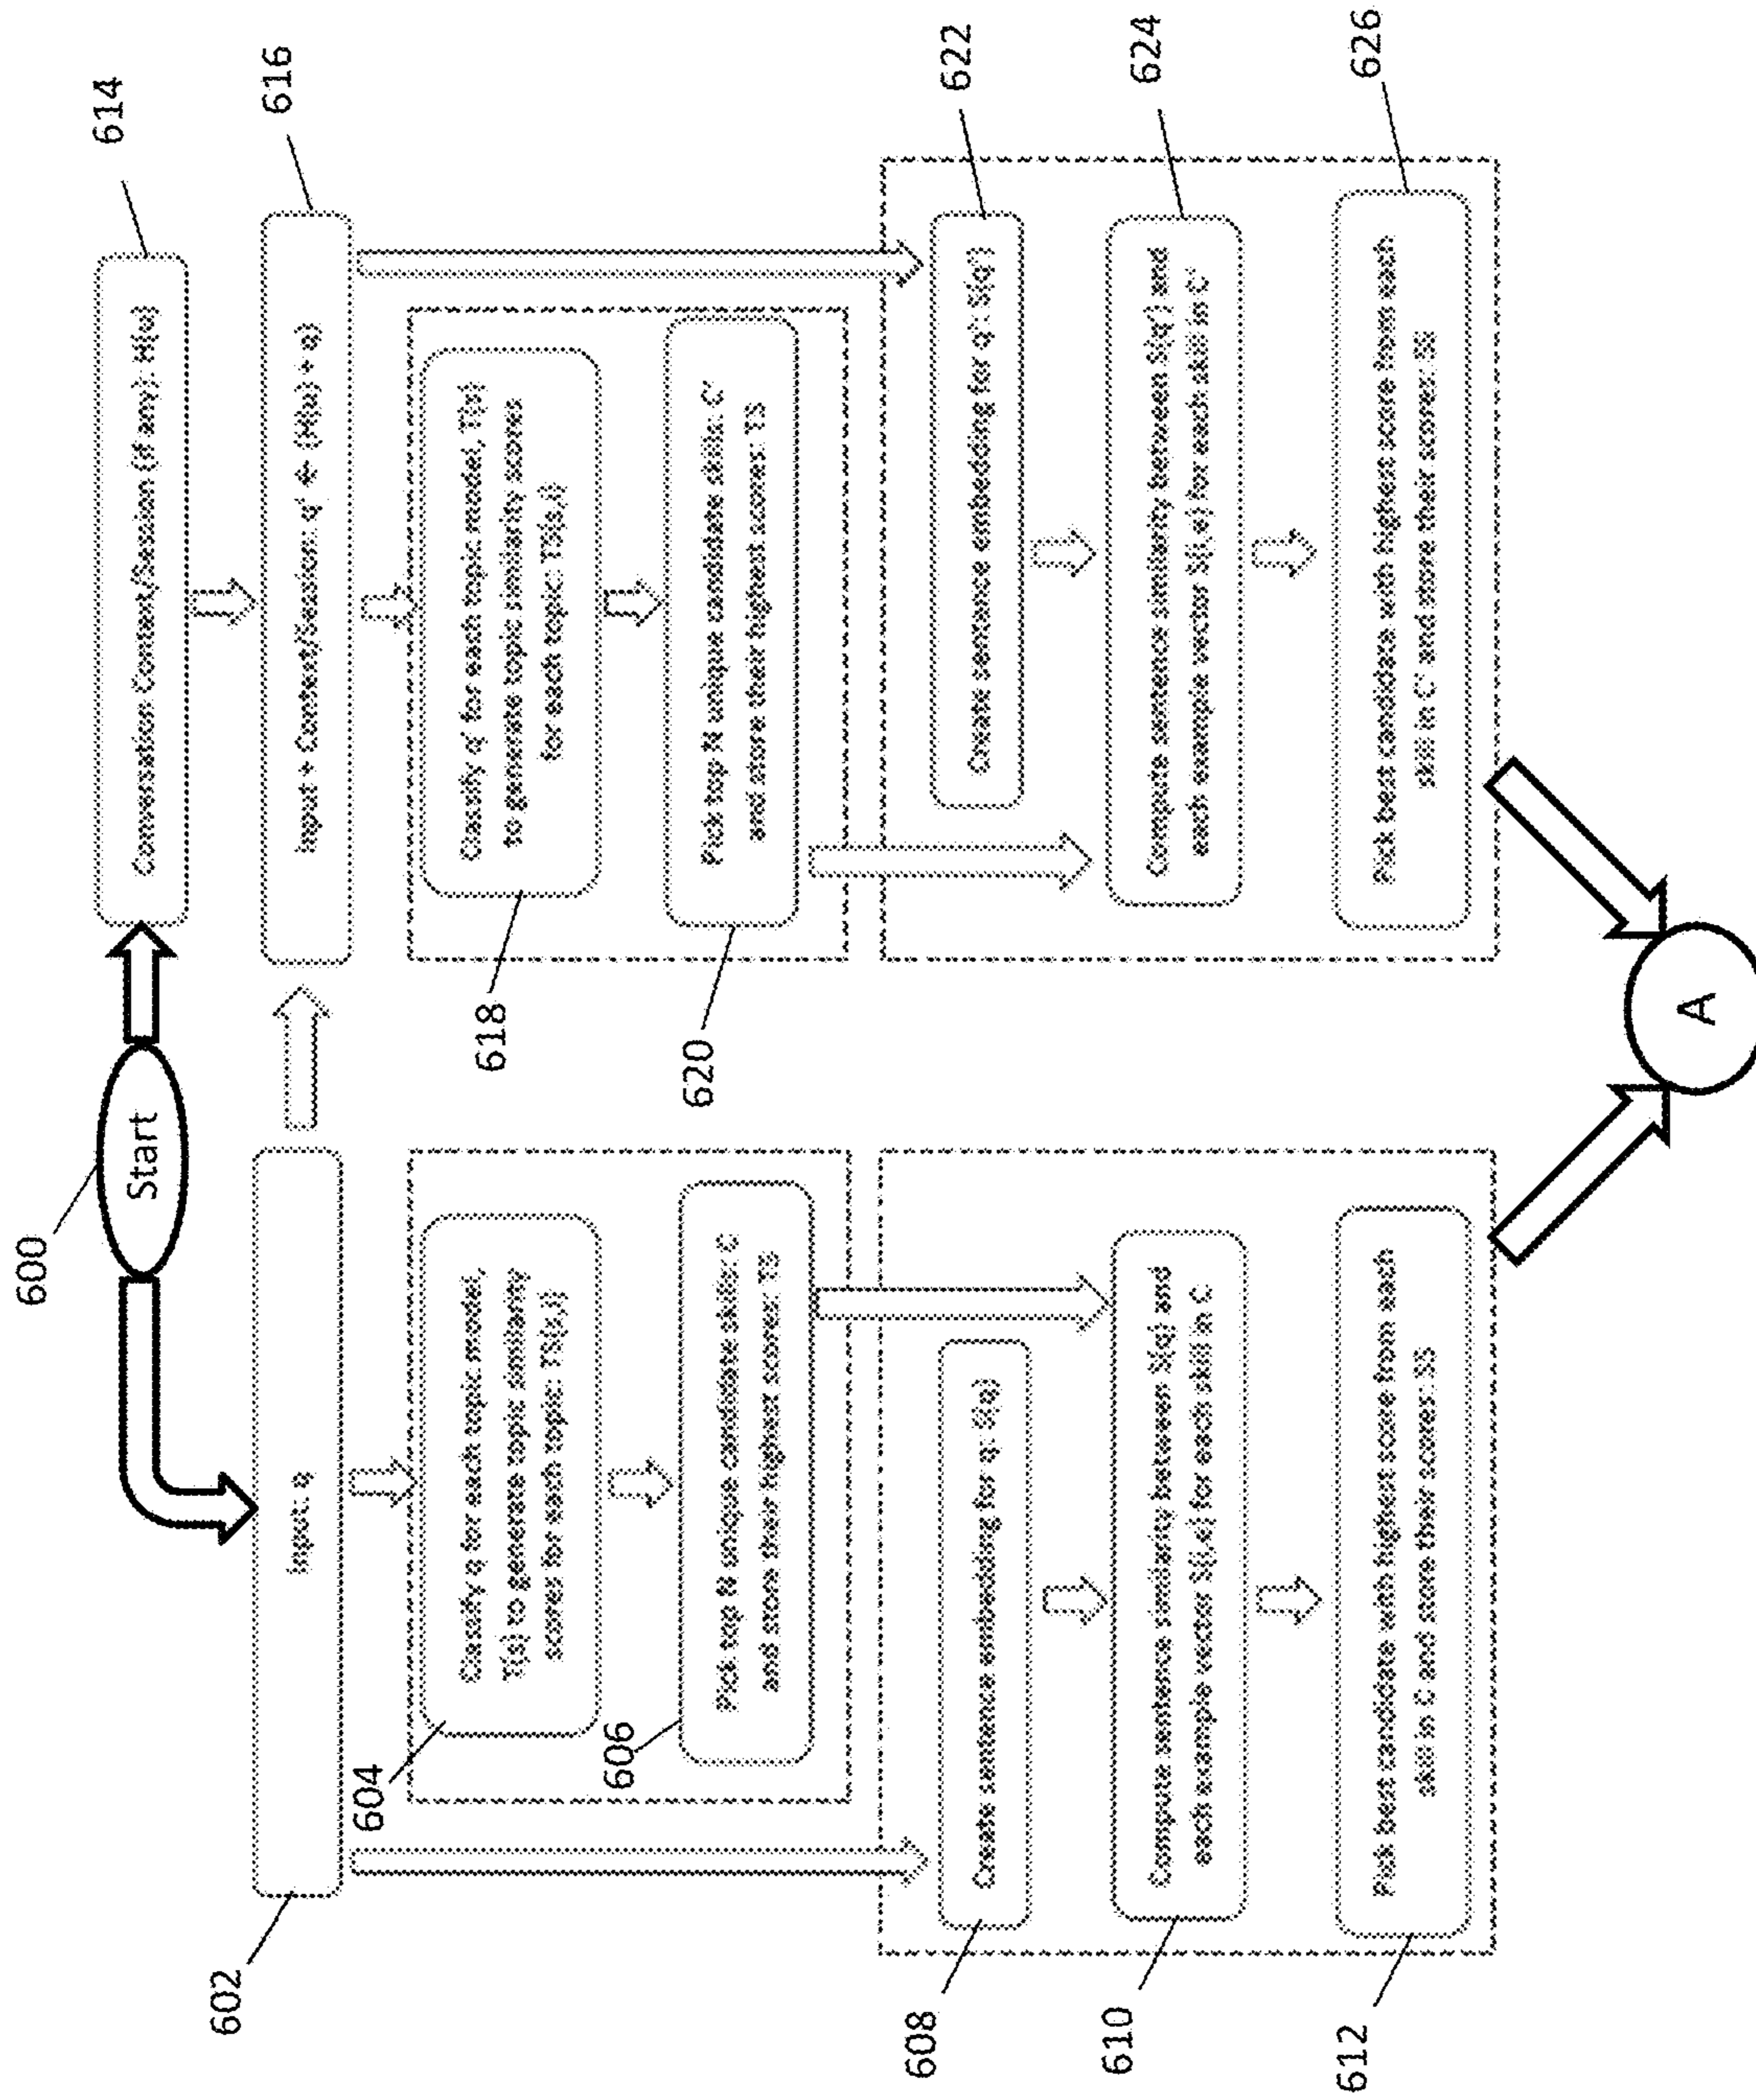 600
Start
614
Conversation Context/Session (if any): H(u)
602
Input: q
616
Input + Context/Session: q' ← (H(u) + q)
604
Classify q for each topic model,
T(s) to generate topic similarity
scores for each topic: TS(s,i)
606
Pick top N unique candidate skills: C
and store their highest scores: TS
608
Create sentence embedding for q: S(q)
610
Compute sentence similarity between S(q) and
each example vector S(j,e) for each skill in C
612
Pick best candidate with highest score from each
skill in C and store their scores: SS
618
Classify q' for each topic model, T(s)
to generate topic similarity scores
for each topic: TS(s,i)
620
Pick top N unique candidate skills: C'
and store their highest scores: TS
622
Create sentence embedding for q': S(q')
624
Compute sentence similarity between S(q') and
each example vector S(j,e) for each skill in C'
626
Pick best candidate with highest score from each
skill in C' and store their scores: SS
A